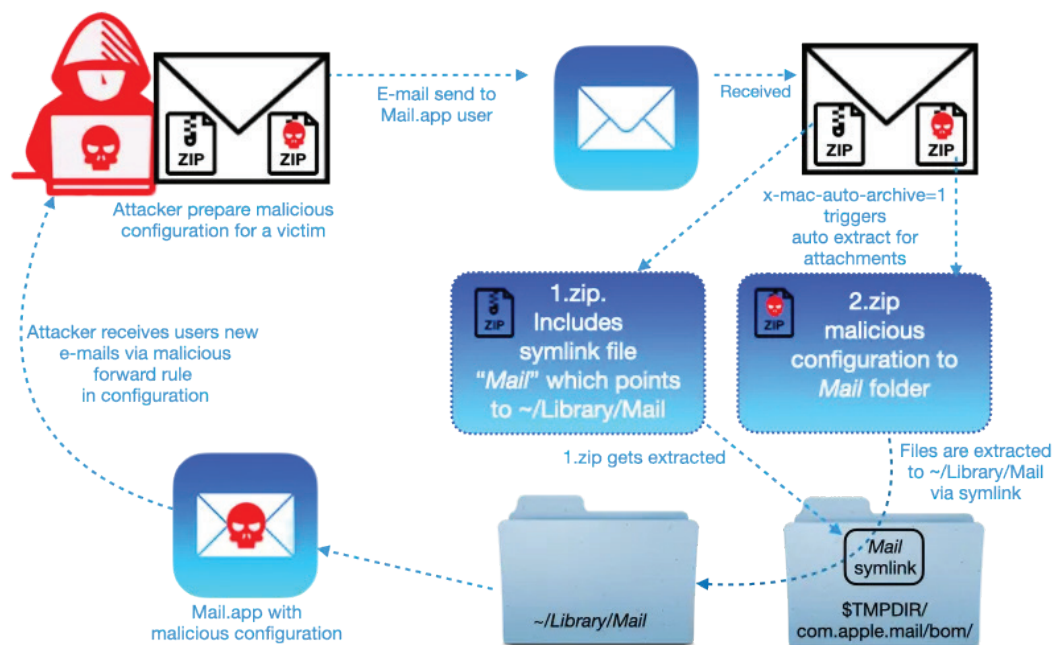 ZIP
ZIP
E-mail send to
Mail.app user
Received
ZIP
ZIP
Attacker prepare malicious
configuration for a victim
x-mac-auto-archive=1
triggers
auto extract for
attachments
ZIP
1.zip.
Includes
symlink file
“Mail” which points
to ~/Library/Mail
ZIP
2.zip
malicious
configuration to
Mail folder
Attacker receives users new
e-mails via malicious
forward rule
in configuration
1.zip gets extracted
Files are extracted
to ~/Library/Mail
via symlink
Mail
symlink
~/Library/Mail
$TMPDIR/
com.apple.mail/bom/
Mail.app with
malicious configuration